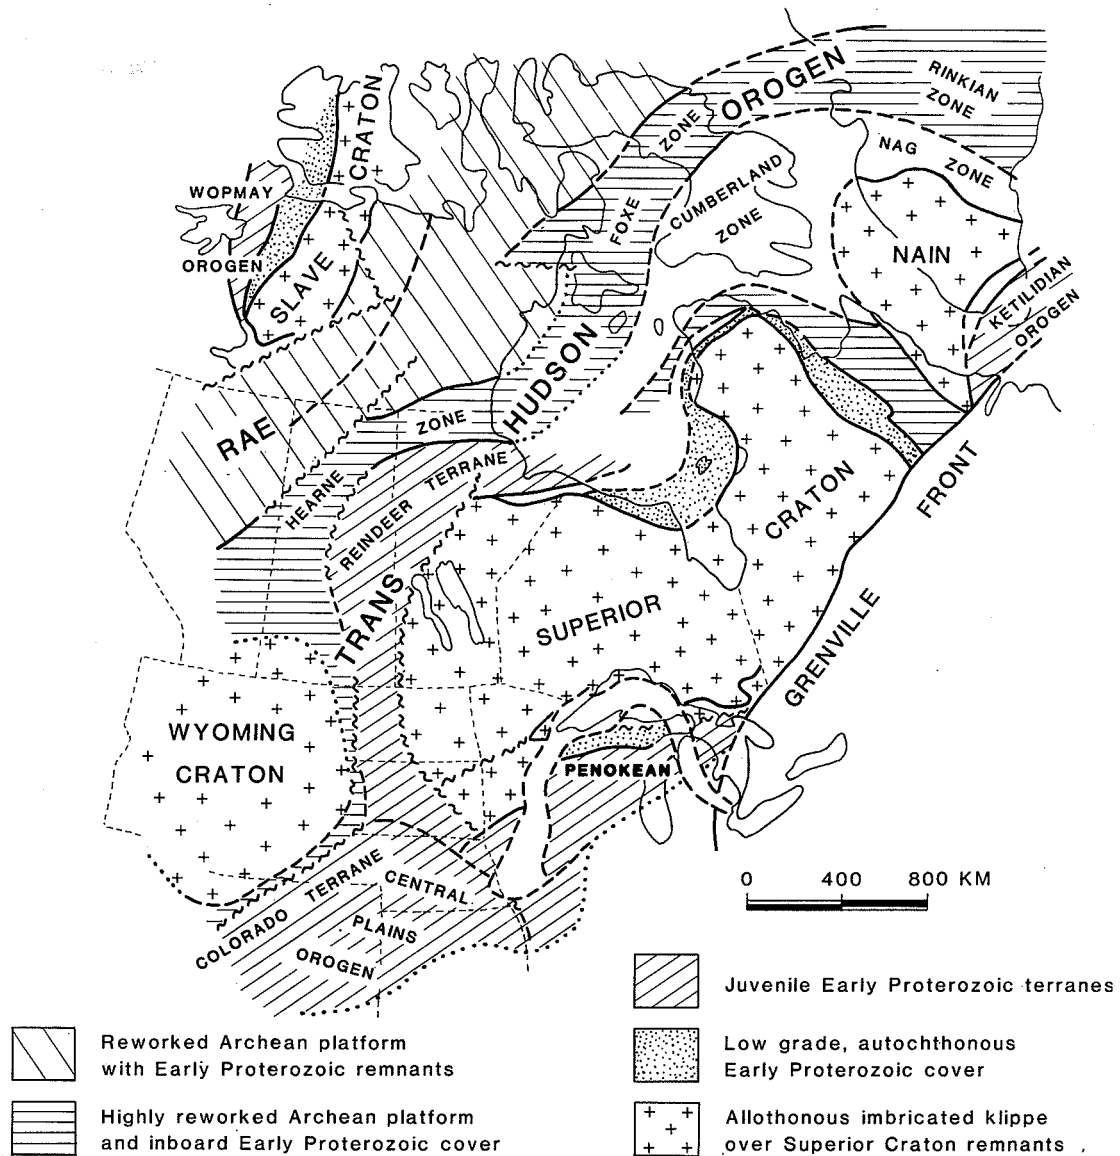 OROGEN
RINKIAN
ZONE
CRATON
ZONE
NAG
ZONE
WOPMAY
CUMBERLAND
ZONE
FOXE
NAIN
OROGEN
SLAVE
KETILIDIAN
OROGEN
HUDSON
RAE
ZONE
HEARNE
REINDEER TERRANE
CRATON
FRONT
TRANS
SUPERIOR
GRENVILLE
WYOMING
CRATON
PENOKEAN
COLORADO TERRANE
CENTRAL
PLAINS
OROGEN
0 400 800 KM
Juvenile Early Proterozoic terranes
Reworked Archean platform
with Early Proterozoic remnants
Low grade, autochthonous
Early Proterozoic cover
Highly reworked Archean platform
and inboard Early Proterozoic cover
Allothonous imbricated klippe
over Superior Craton remnants